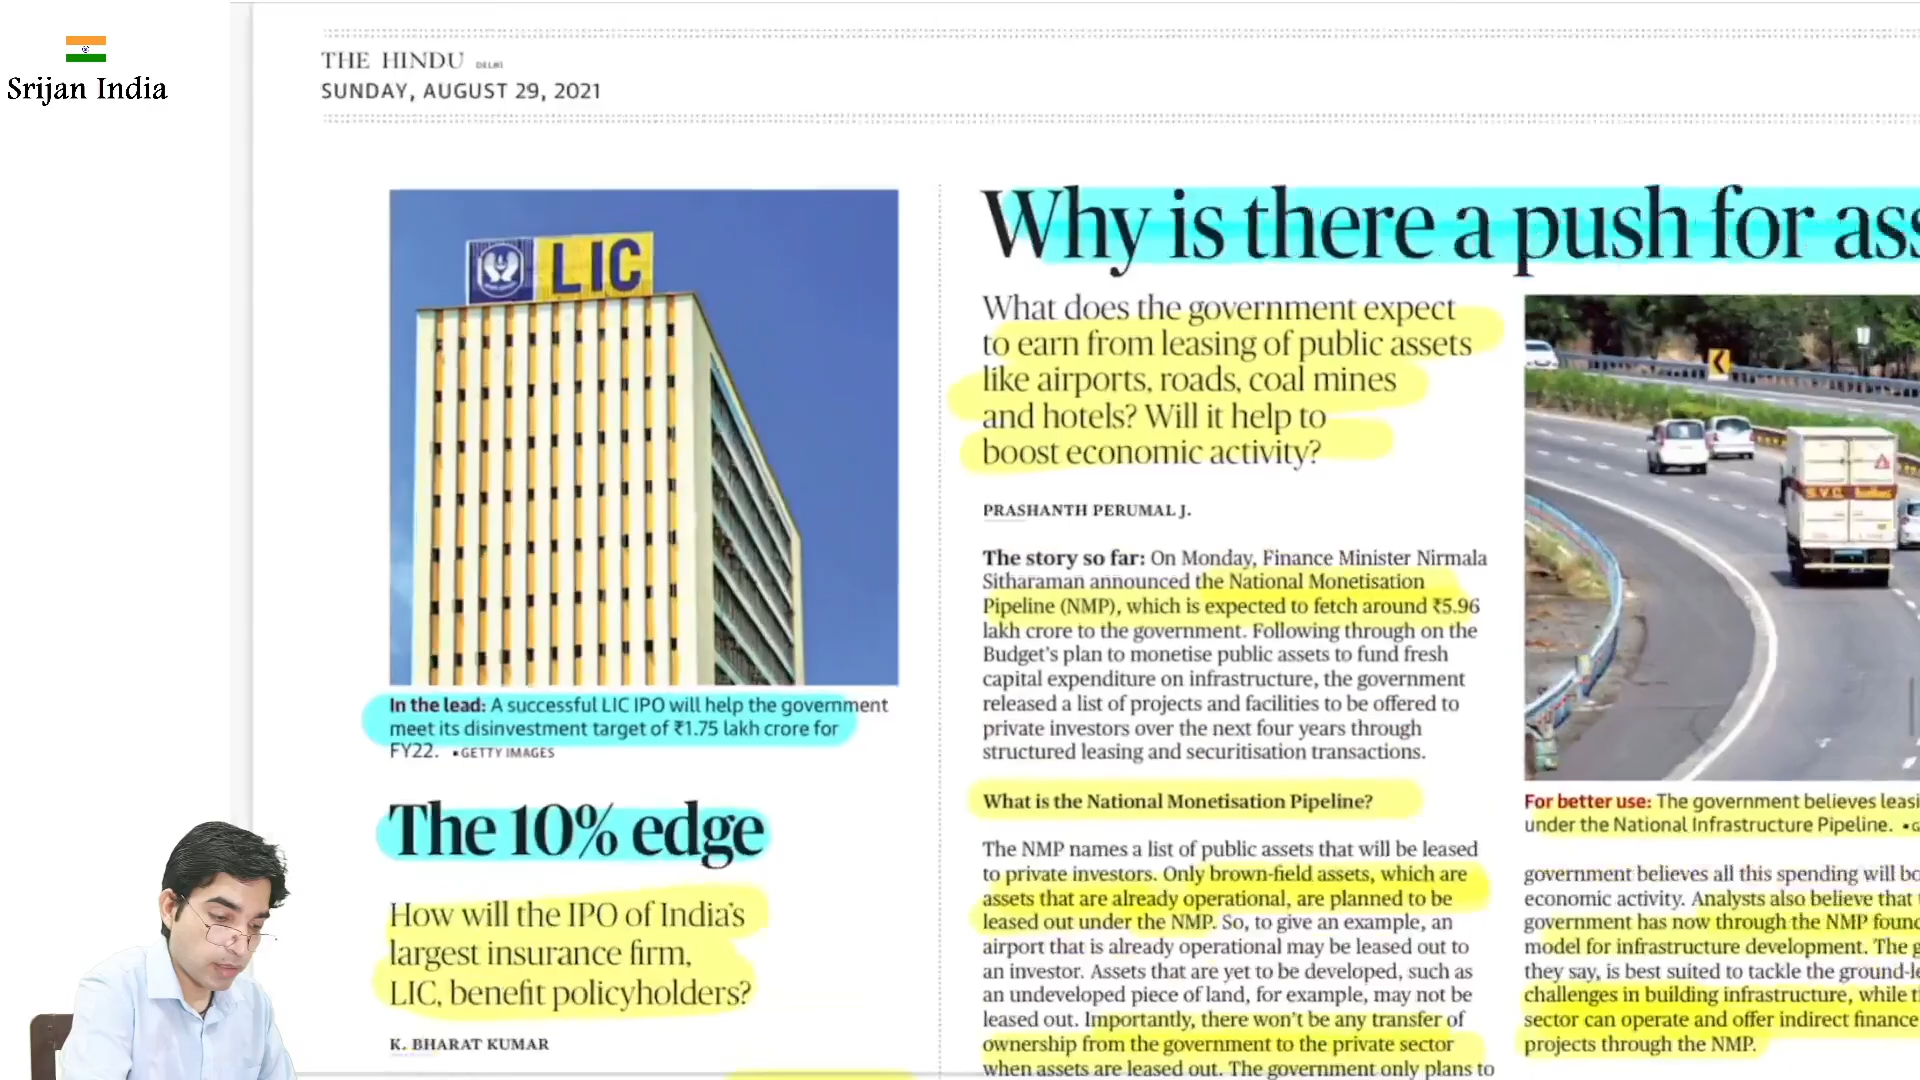 Srijan India
THE HINDU DELHI
SUNDAY, AUGUST 29, 2021
LIC
In the lead: A successful LIC IPO will help the government
meet its disinvestment target of ₹1.75 lakh crore for
FY22. •GETTY IMAGES
The 10% edge
How will the IPO of India's
largest insurance firm,
LIC, benefit policyholders?
K. BHARAT KUMAR
Why is there a push for ass
What does the government expect
to earn from leasing of public assets
like airports, roads, coal mines
and hotels? Will it help to
boost economic activity?
PRASHANTH PERUMAL J.
The story so far: On Monday, Finance Minister Nirmala
Sitharaman announced the National Monetisation
Pipeline (NMP), which is expected to fetch around ₹5.96
lakh crore to the government. Following through on the
Budget's plan to monetise public assets to fund fresh
capital expenditure on infrastructure, the government
released a list of projects and facilities to be offered to
private investors over the next four years through
structured leasing and securitisation transactions.
What is the National Monetisation Pipeline?
The NMP names a list of public assets that will be leased
to private investors. Only brown-field assets, which are
assets that are already operational, are planned to be
leased out under the NMP. So, to give an example, an
airport that is already operational may be leased out to
an investor. Assets that are yet to be developed, such as
an undeveloped piece of land, for example, may not be
leased out. Importantly, there won't be any transfer of
ownership from the government to the private sector
when assets are leased out. The government only plans to
S.V.C
For better use: The government believes leasi
under the National Infrastructure Pipeline. •G
government believes all this spending will bo
economic activity. Analysts also believe that
government has now through the NMP found
model for infrastructure development. The g
they say, is best suited to tackle the ground-le
challenges in building infrastructure, while t
sector can operate and offer indirect finance
projects through the NMP.